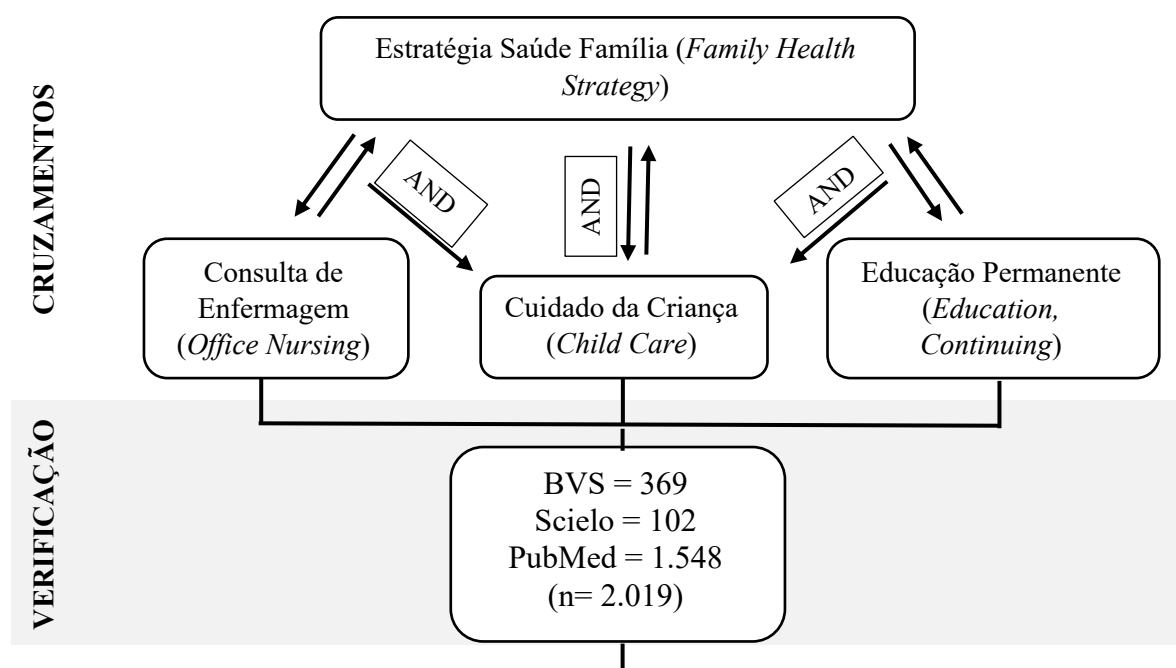 CRUZAMENTOS
Estratégia Saúde Família (Family Health
Strategy)
AND
AND
AND
Consulta de
Enfermagem
(Office Nursing)
Cuidado da Criança
(Child Care)
Educação Permanente
(Education,
Continuing)
VERIFICAÇÃO
BVS = 369
Scielo = 102
PubMed = 1.548
(n= 2.019)